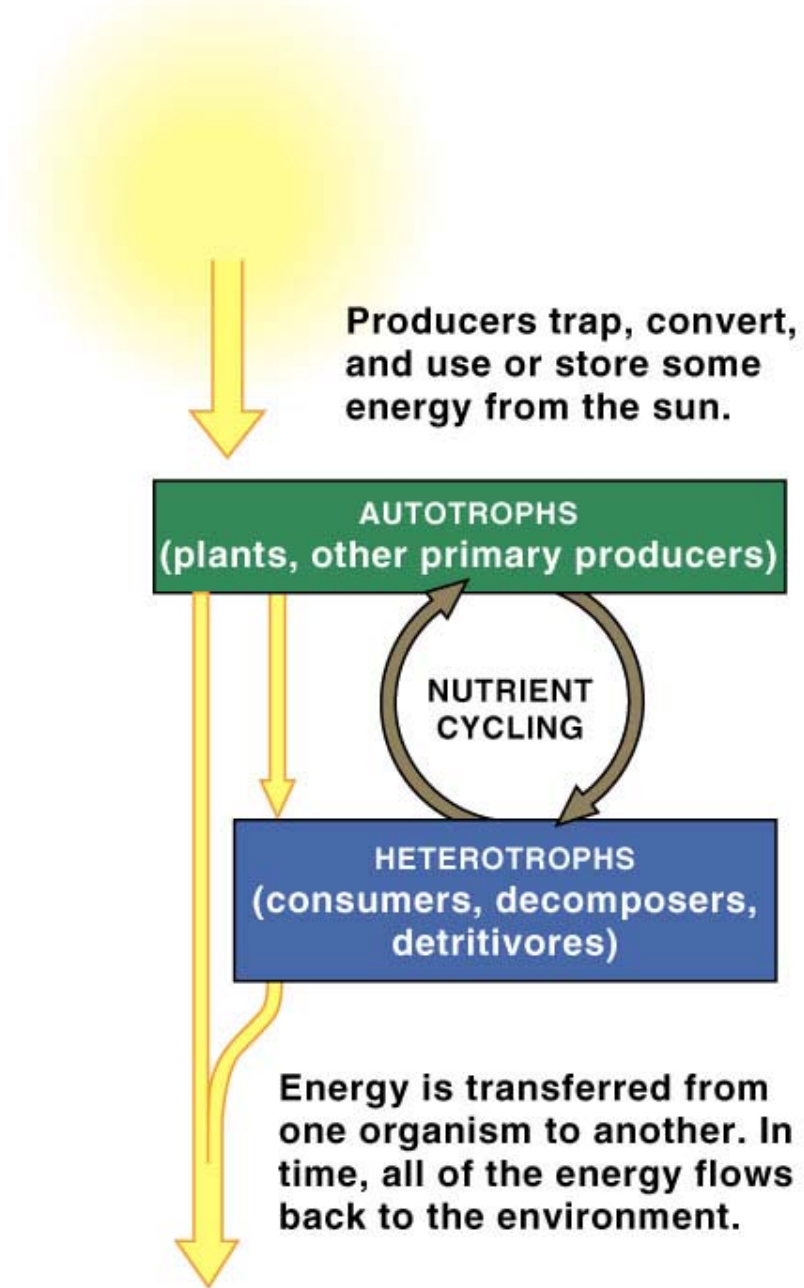 Producers trap, convert,
and use or store some
energy from the sun.
AUTOTROPHS
(plants, other primary producers)
NUTRIENT
CYCLING
HETEROTROPHS
(consumers, decomposers,
detritivores)
Energy is transferred from
one organism to another. In
time, all of the energy flows
back to the environment.